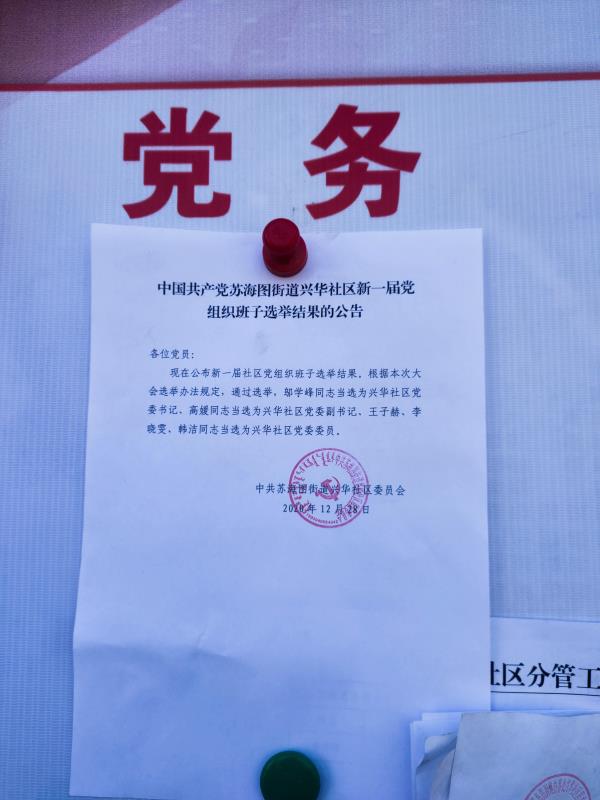 党务
中国共产党苏海图街道兴华社区新一届党
组织班子选举结果的公告
各位党员：
现在公布新一届社区党组织班子选举结果。根据本次大
会选举办法规定，通过选举，邬学峰同志当选为兴华社区党
委书记、高媛同志当选为兴华社区党委副书记、王子赫、李
晓雯、韩洁同志当选为兴华社区党委委员。
中共苏海图街道兴华社区委员会
2020年12月28日
社区分管工